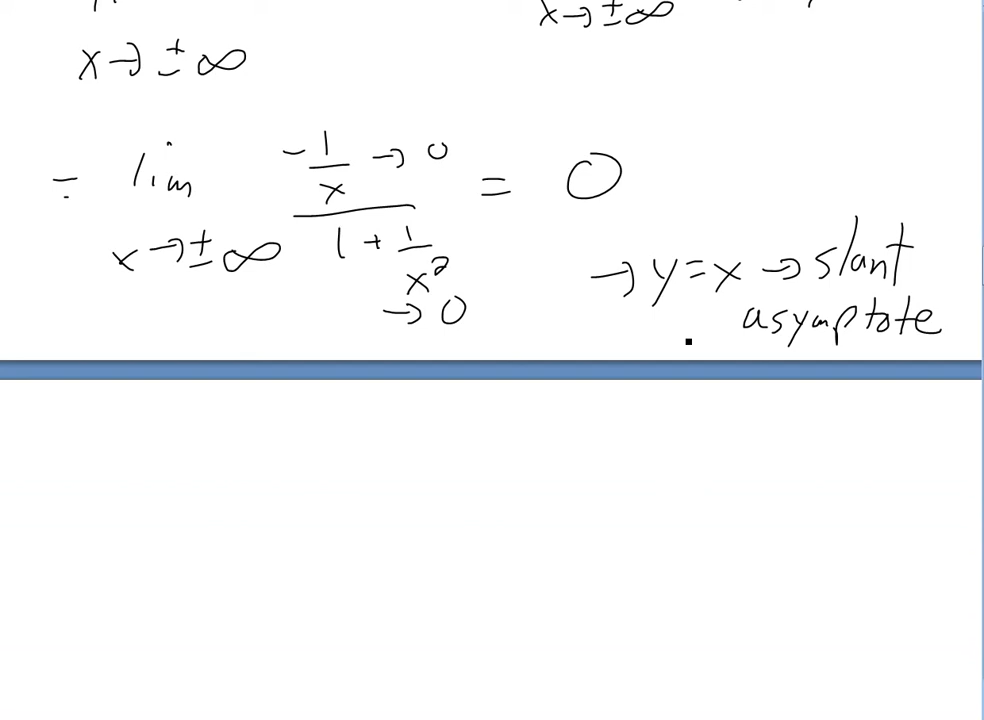 x→±∞
x→±∞
= lim x→±∞ (-1/x → 0)/(1 + 1/x² → 0) = 0
→ y=x → slant
asymptote